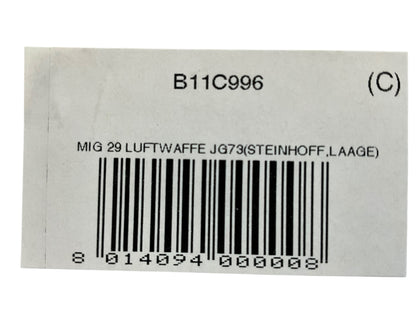 B11C996 (C)
MIG 29 LUFTWAFFE JG73(STEINHOFF,LAAGE)
8 014094 000008